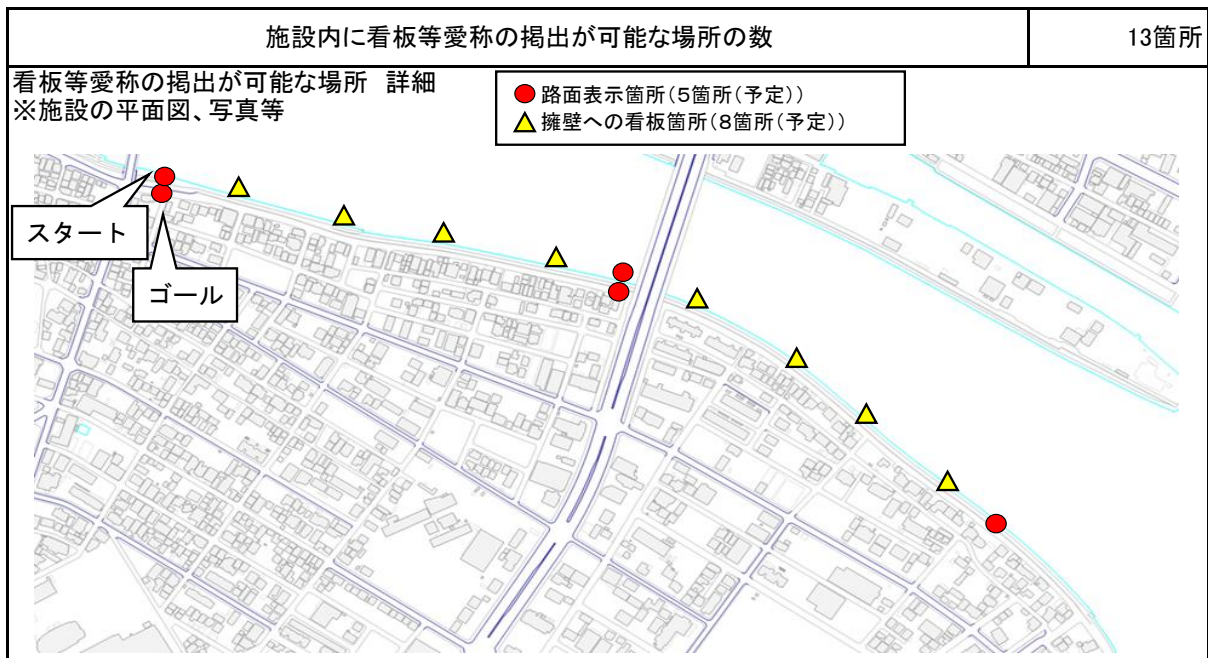 施設内に看板等愛称の掲出が可能な場所の数
13箇所
看板等愛称の掲出が可能な場所 詳細
※施設の平面図、写真等
路面表示箇所(5箇所(予定))
擁壁への看板箇所(8箇所(予定))
スタート
ゴール